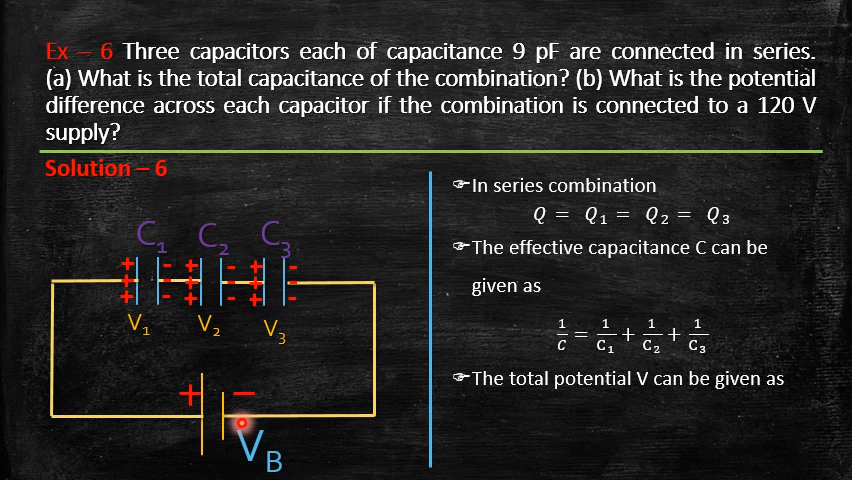 Ex – 6 Three capacitors each of capacitance 9 pF are connected in series.
(a) What is the total capacitance of the combination? (b) What is the potential
difference across each capacitor if the combination is connected to a 120 V
supply?
Solution – 6
☞In series combination
Q = Q₁ = Q₂ = Q₃
☞The effective capacitance C can be
given as
1/C = 1/C₁ + 1/C₂ + 1/C₃
☞The total potential V can be given as
C₁ C₂ C₃
+ - + - + -
+ - + - + -
+ - + - + -
V₁ V₂ V₃
+ –
V_B